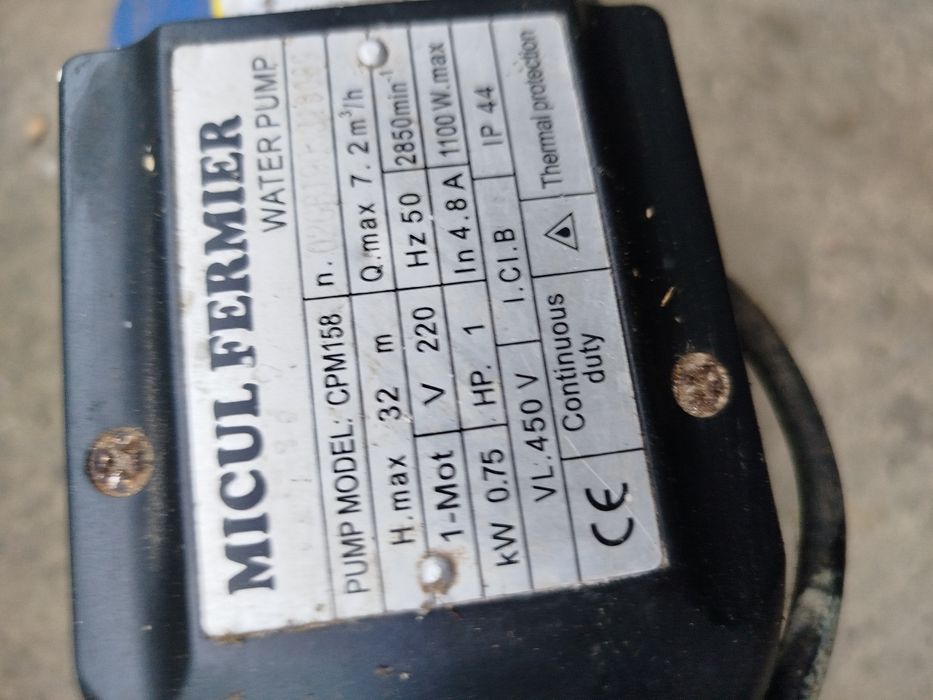 MICUL FERMIER
WATER PUMP
PUMP MODEL: CPM158 n.
H.max 32 m Q.max 7.2 m³/h
1-Mot V 220 Hz 50 2850min⁻¹
kW 0.75 HP. 1 In 4.8 A 1100 W.max
VL.450 V I.Cl.B IP 44
CE Continuous duty Thermal protection